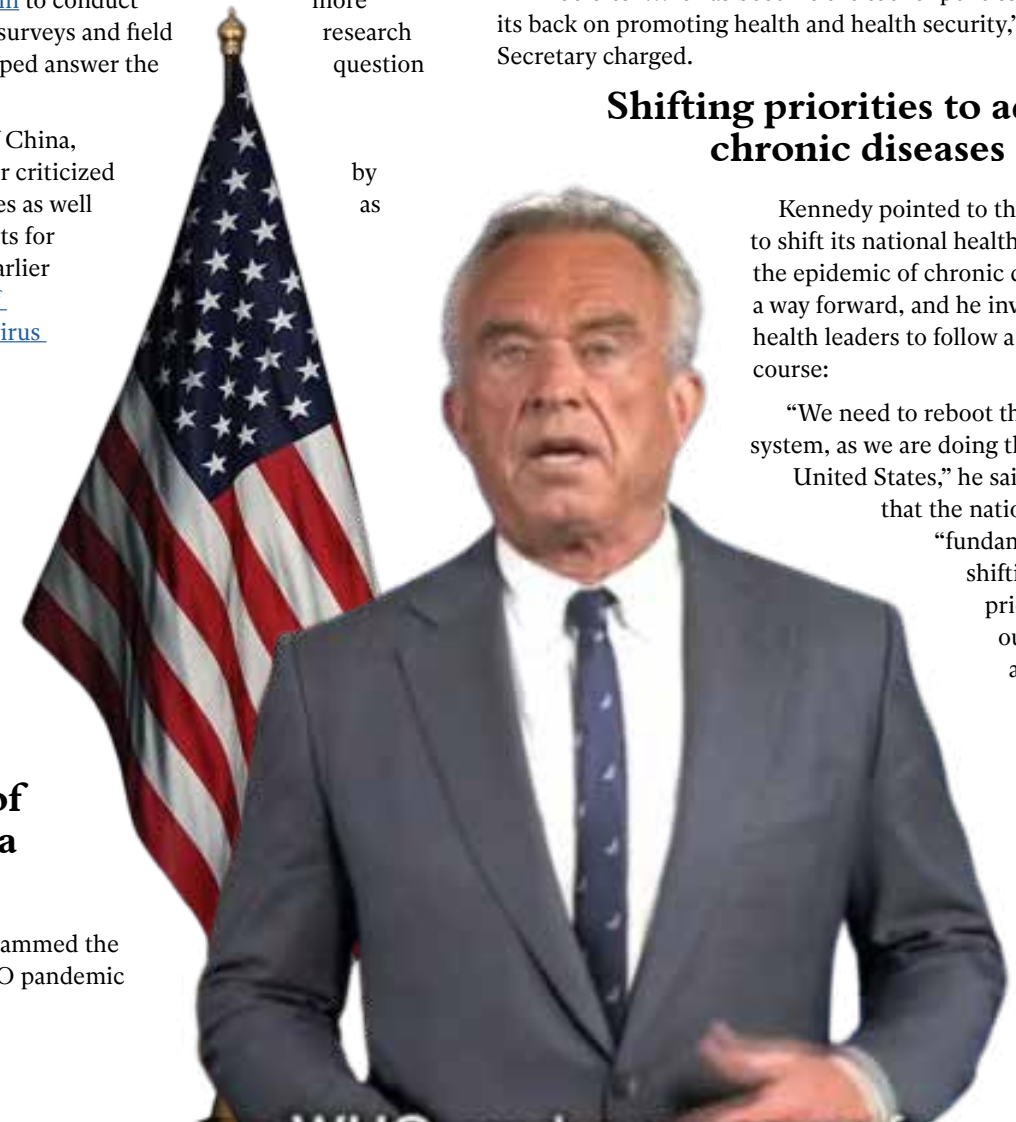 to conduct
surveys and field
ped answer the
China,
r criticized
es as well
ts for
arlier
irus
of
a
ammed the
O pandemic
more
research
question
by
as
its back on promoting health and health security,”
Secretary charged.
Shifting priorities to a
chronic diseases
Kennedy pointed to th
to shift its national health
the epidemic of chronic
a way forward, and he inv
health leaders to follow a
course:
“We need to reboot th
system, as we are doing th
United States,” he sai
that the natio
“fundan
shifti
pri
ou
a